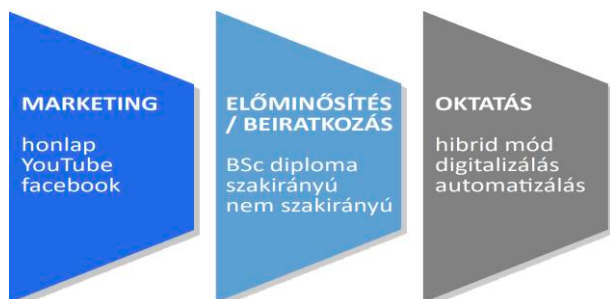 MARKETING
honlap
YouTube
facebook
ELŐMINŐSÍTÉS
/ BEIRATKOZÁS
BSc diploma
szakirányú
nem szakirányú
OKTATÁS
hibrid mód
digitalizálás
automatizálás